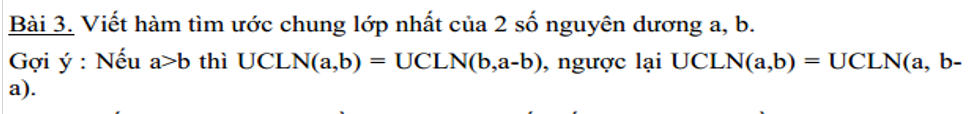 Bài 3. Viết hàm tìm ước chung lớp nhất của 2 số nguyên dương a, b.
Gợi ý : Nếu a>b thì UCLN(a,b) = UCLN(b,a-b), ngược lại UCLN(a,b) = UCLN(a, b-
a).